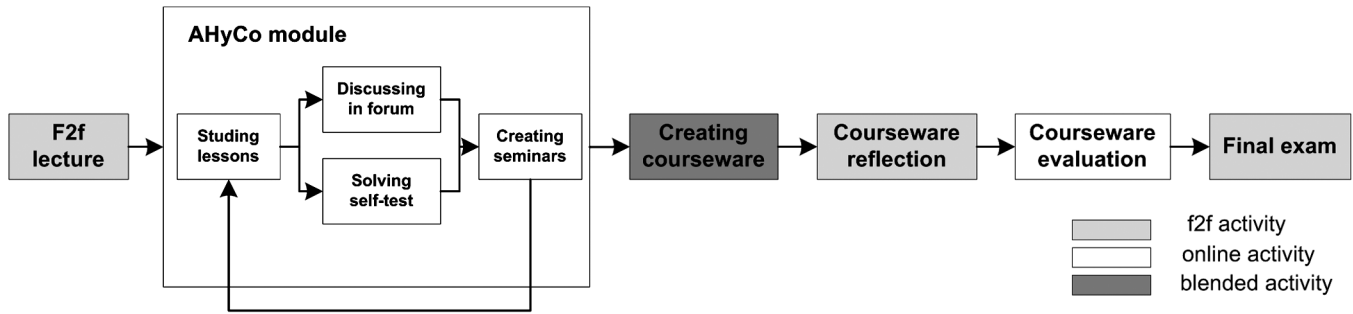 AHyCo module
F2f
lecture
Studing
lessons
Discussing
in forum
Solving
self-test
Creating
seminars
Creating
courseware
Courseware
reflection
Courseware
evaluation
Final exam
f2f activity
online activity
blended activity